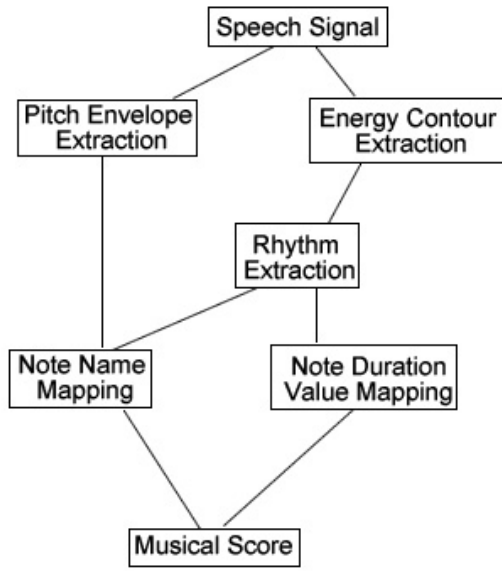 Speech Signal
Pitch Envelope
Extraction
Energy Contour
Extraction
Rhythm
Extraction
Note Name
Mapping
Note Duration
Value Mapping
Musical Score